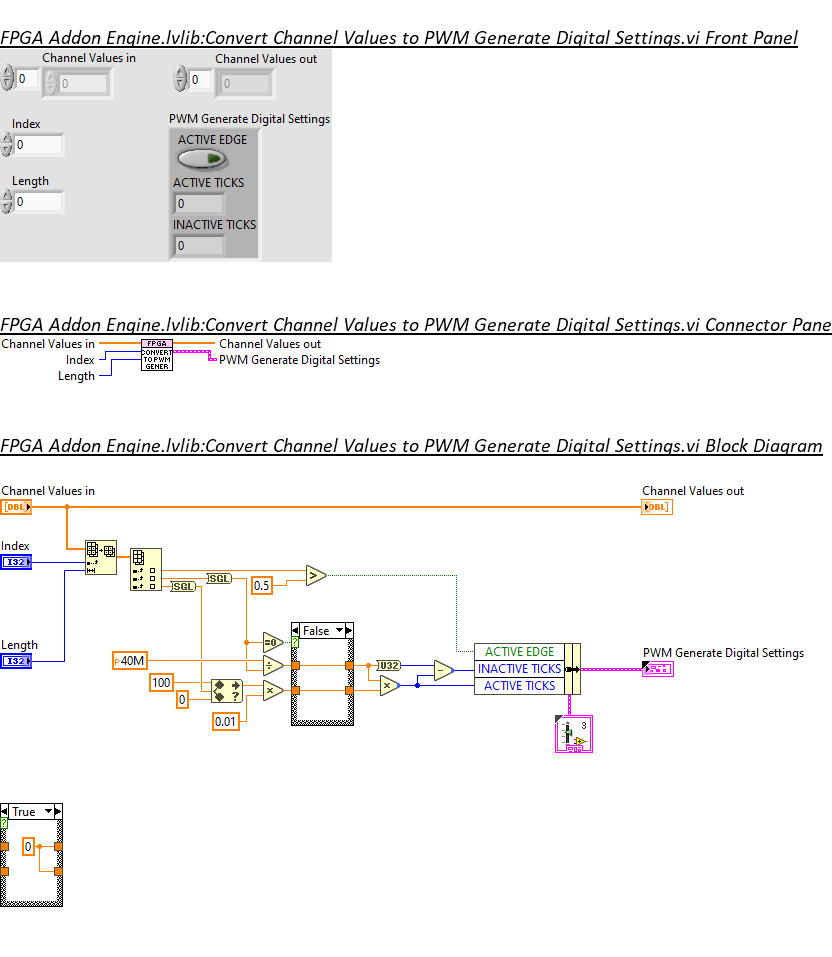 FPGA Addon Engine.lvlib:Convert Channel Values to PWM Generate Digital Settings.vi Front Panel
Channel Values in
Channel Values out
0
0
0
0
Index
0
PWM Generate Digital Settings
ACTIVE EDGE
Length
0
ACTIVE TICKS
0
INACTIVE TICKS
0
FPGA Addon Engine.lvlib:Convert Channel Values to PWM Generate Digital Settings.vi Connector Pane
Channel Values in
Index
Length
FPGA
CONVERT
TO PWM
GENER
Channel Values out
PWM Generate Digital Settings
FPGA Addon Engine.lvlib:Convert Channel Values to PWM Generate Digital Settings.vi Block Diagram
Channel Values in
Channel Values out
[DBL]
[DBL]
Index
I32
SGL
SGL
0.5
>
Length
I32
False
?
=0
40M
÷
100
0
?
×
0.01
U32
×
-
ACTIVE EDGE
INACTIVE TICKS
ACTIVE TICKS
PWM Generate Digital Settings
3
True
?
0